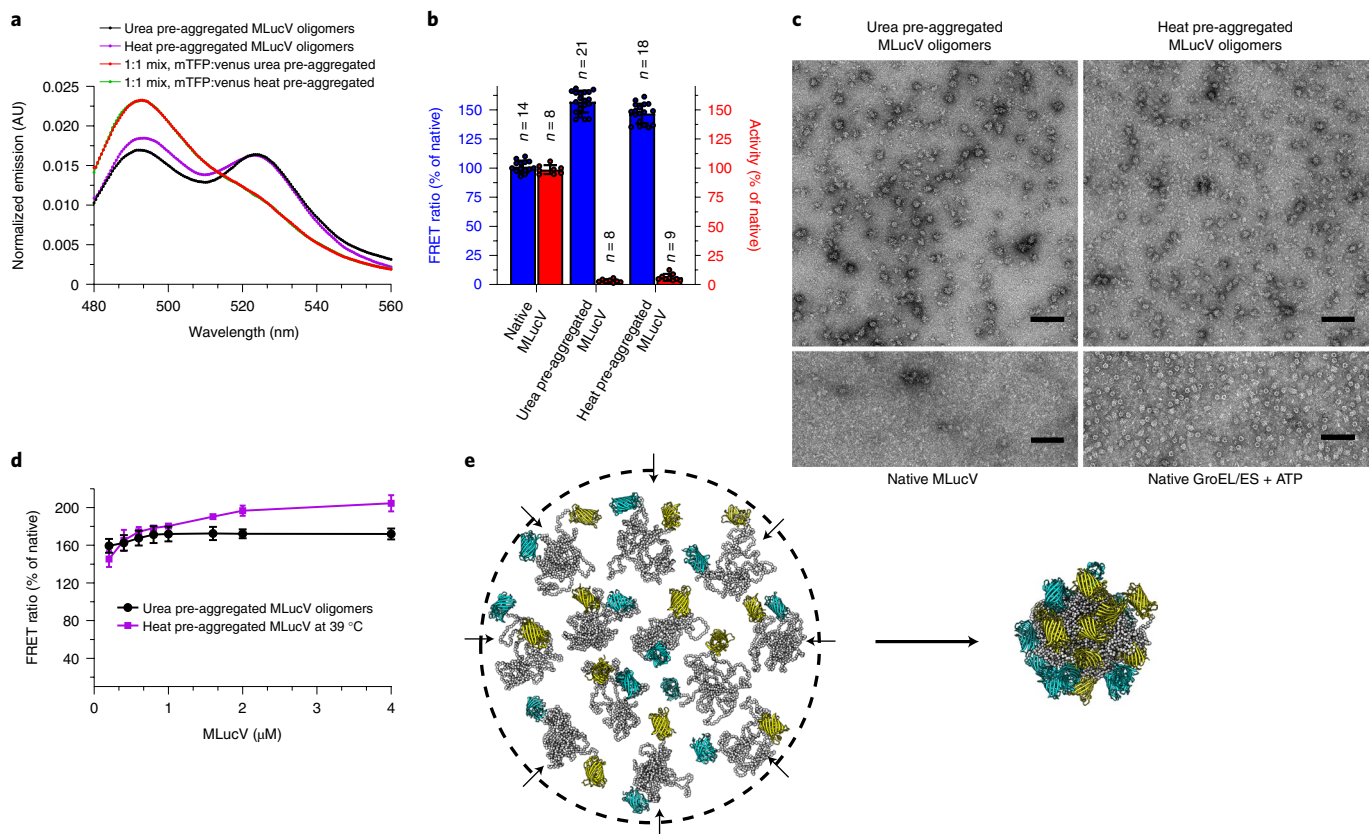 a
Urea pre-aggregated MLucV oligomers
Heat pre-aggregated MLucV oligomers
1:1 mix, mTFP:venus urea pre-aggregated
1:1 mix, mTFP:venus heat pre-aggregated
0.025
0.020
0.015
0.010
0.005
0
Normalized emission (AU)
480
500
520
540
560
Wavelength (nm)
b
n = 14
n = 8
n = 21
n = 8
n = 18
n = 9
150
125
100
75
50
25
0
FRET ratio (% of native)
150
125
100
75
50
25
0
Activity (% of native)
Native
MLucV
Urea pre-aggregated
MLucV
Heat pre-aggregated
MLucV
c
Urea pre-aggregated
MLucV oligomers
Heat pre-aggregated
MLucV oligomers
Native MLucV
Native GroEL/ES + ATP
d
200
160
120
80
40
FRET ratio (% of native)
Urea pre-aggregated MLucV oligomers
Heat pre-aggregated MLucV at 39 °C
0
1
2
3
4
MLucV (μM)
e